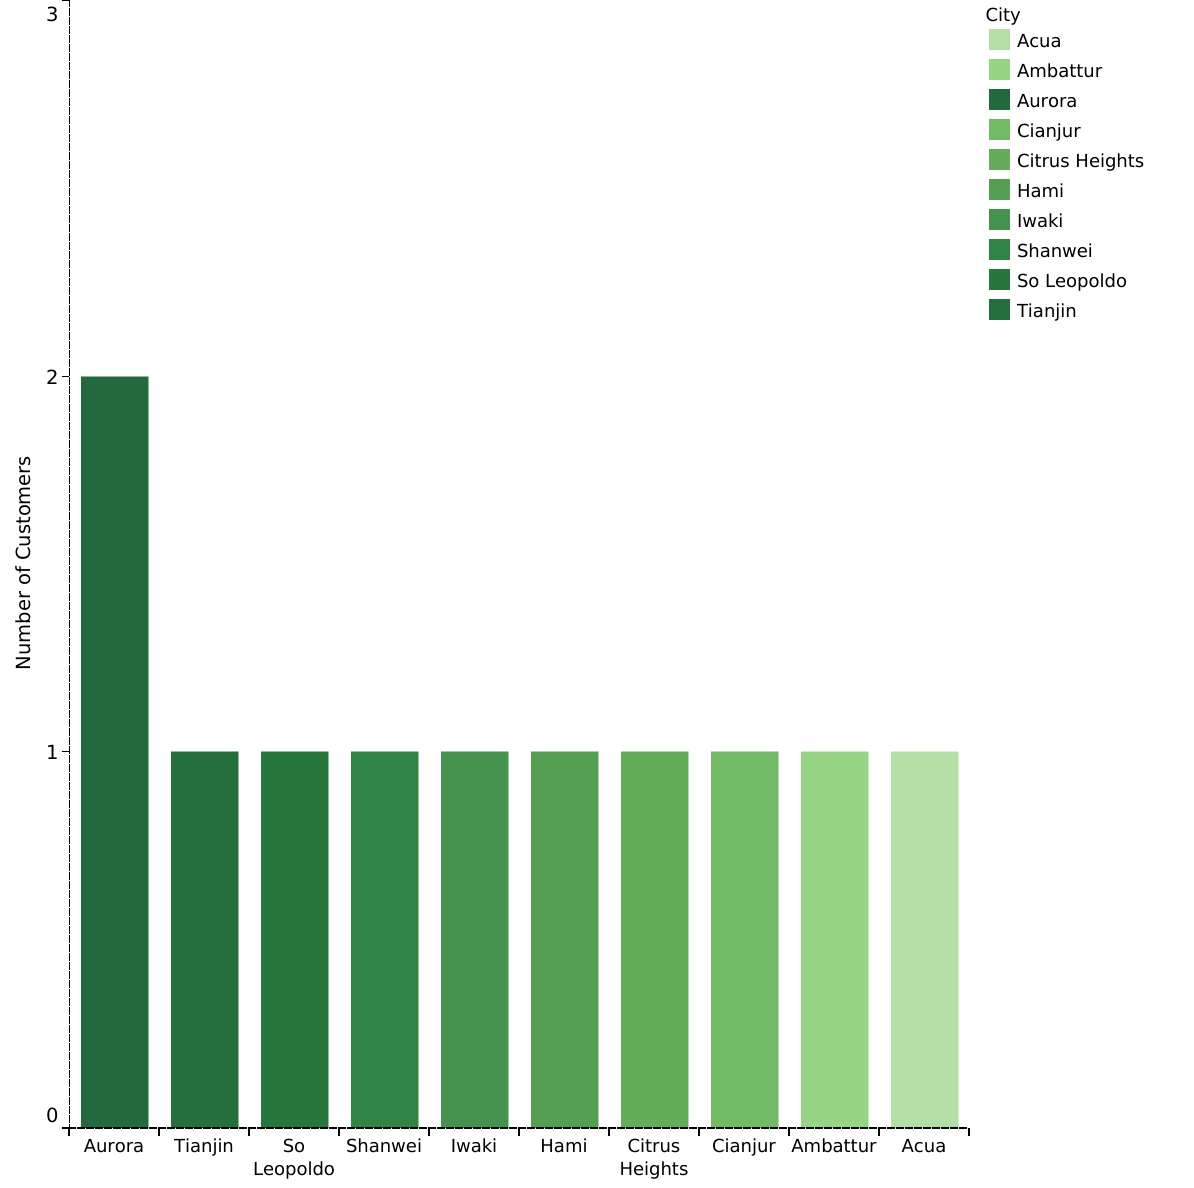 3
2
1
0
Number of Customers
Aurora
Tianjin
So
Leopoldo
Shanwei
Iwaki
Hami
Citrus
Heights
Cianjur
Ambattur
Acua
City
Acua
Ambattur
Aurora
Cianjur
Citrus Heights
Hami
Iwaki
Shanwei
So Leopoldo
Tianjin